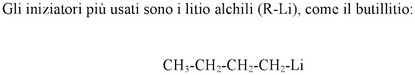 Gli iniziatori più usati sono i litio alchili (R-Li), come il butillitio:
CH₃-CH₂-CH₂-CH₂-Li